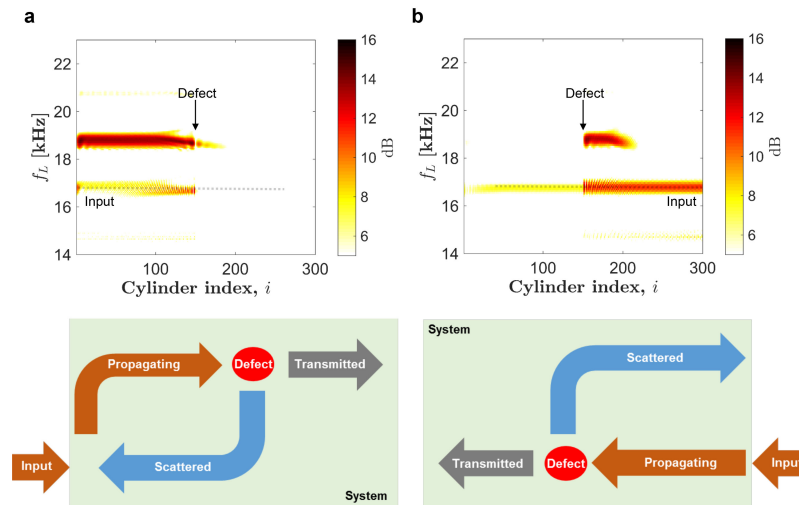 a
b
16
22
14
20
Defect
12
f_L [kHz]
dB
18
10
8
16
Input
6
14
100
200
300
Cylinder index, i
16
22
14
20
Defect
12
f_L [kHz]
dB
18
10
8
16
Input
6
14
100
200
300
Cylinder index, i
Propagating
Defect
Transmitted
Input
Scattered
System
System
Scattered
Transmitted
Defect
Propagating
Input